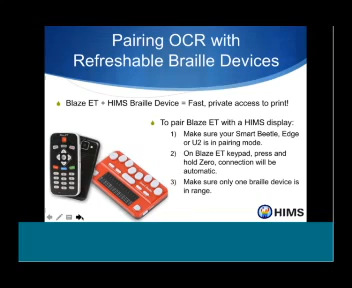 Pairing OCR with
Refreshable Braille Devices
Blaze ET + HIMS Braille Device = Fast, private access to print!
To pair Blaze ET with a HIMS display:
1) Make sure your Smart Beetle, Edge
or U2 is in pairing mode.
2) On Blaze ET keypad, press and
hold Zero, connection will be
automatic.
3) Make sure only one braille device is
in range.
HIMS